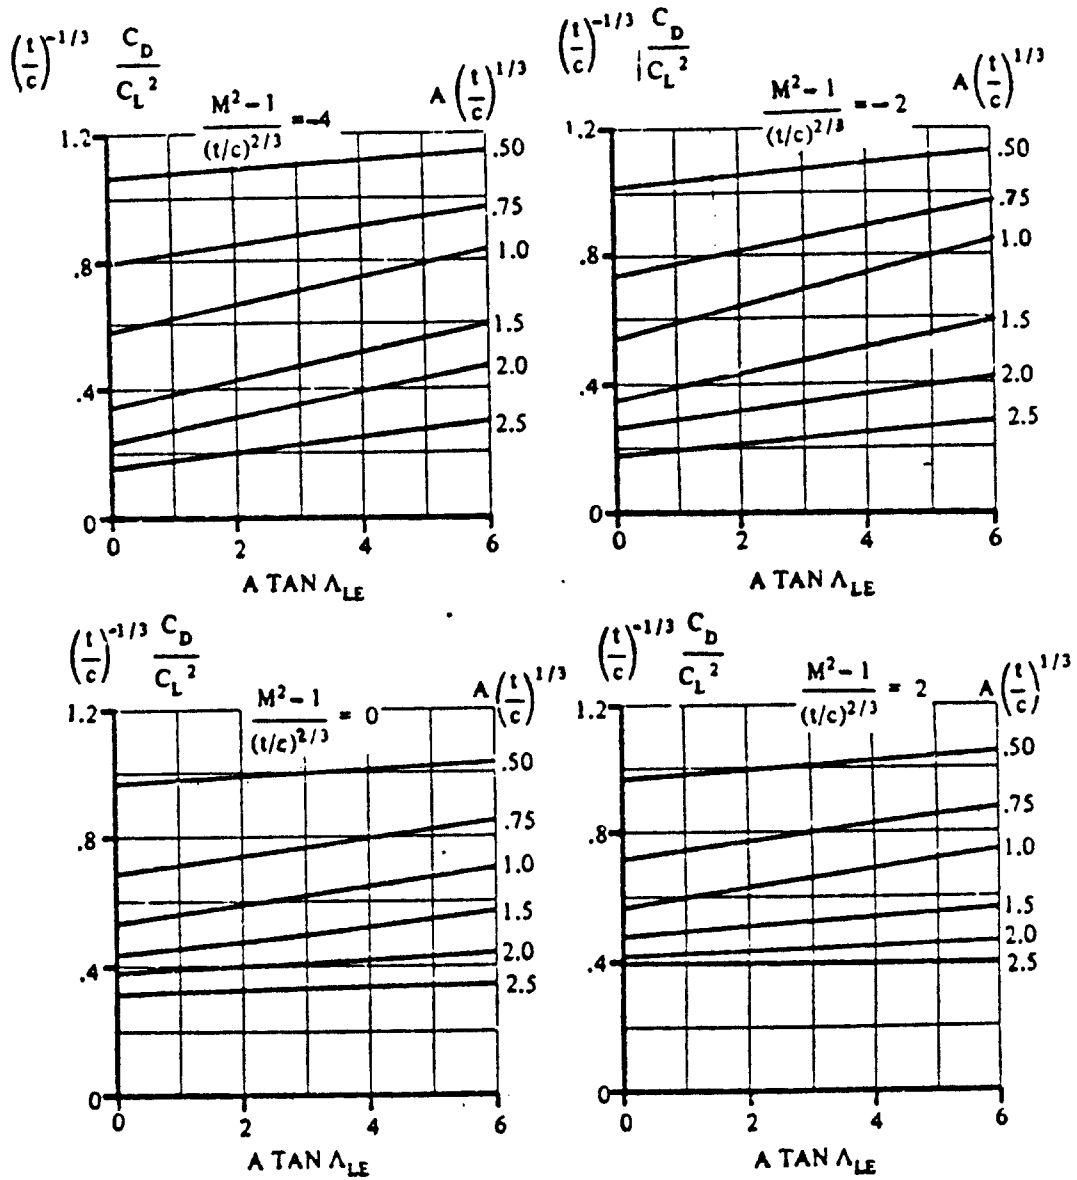 (t/c)^-1/3 C_D/C_L^2
M^2-1/(t/c)^2/3 = -4
A(t/c)^1/3
1.2
.8
.4
0
.50
.75
1.0
1.5
2.0
2.5
0 2 4 6
A TAN Λ_LE
(t/c)^-1/3 C_D/C_L^2
M^2-1/(t/c)^2/3 = -2
A(t/c)^1/3
1.2
.8
.4
0
.50
.75
1.0
1.5
2.0
2.5
0 2 4 6
A TAN Λ_LE
(t/c)^-1/3 C_D/C_L^2
M^2-1/(t/c)^2/3 = 0
A(t/c)^1/3
1.2
.8
.4
0
.50
.75
1.0
1.5
2.0
2.5
0 2 4 6
A TAN Λ_LE
(t/c)^-1/3 C_D/C_L^2
M^2-1/(t/c)^2/3 = 2
A(t/c)^1/3
1.2
.8
.4
0
.50
.75
1.0
1.5
2.0
2.5
0 2 4 6
A TAN Λ_LE